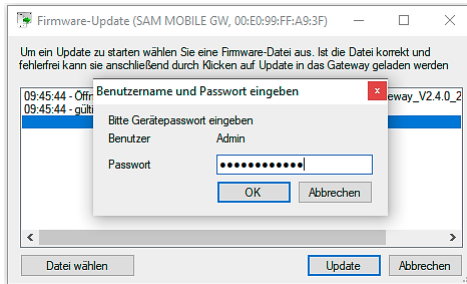 Firmware-Update (SAM MOBILE GW, 00:E0:99:FF:A9:3F)
Um ein Update zu starten wählen Sie eine Firmware-Datei aus. Ist die Datei korrekt und
fehlerfrei kann sie anschließend durch Klicken auf Update in das Gateway geladen werden
09:45:44 - Öffn
eway_V2.4.0_2
09:45:44 - gülti
Benutzername und Passwort eingeben
Bitte Gerätepasswort eingeben
Benutzer Admin
Passwort ●●●●●●●●●●●●
OK Abbrechen
Datei wählen Update Abbrechen